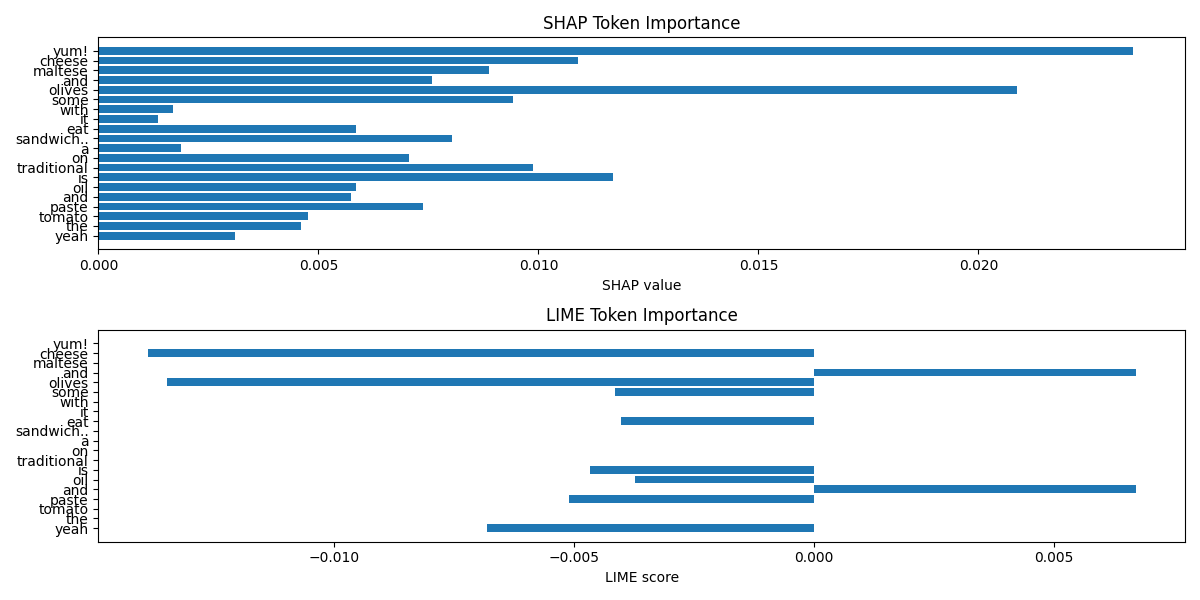 SHAP Token Importance
yum!
cheese
maltese
and
olives
some
with
it
eat
sandwich..
a
on
traditional
is
oil
and
paste
tomato
the
yeah
0.000 0.005 0.010 0.015 0.020
SHAP value
LIME Token Importance
yum!
cheese
maltese
and
olives
some
with
it
eat
sandwich..
a
on
traditional
is
oil
and
paste
tomato
the
yeah
−0.010 −0.005 0.000 0.005
LIME score